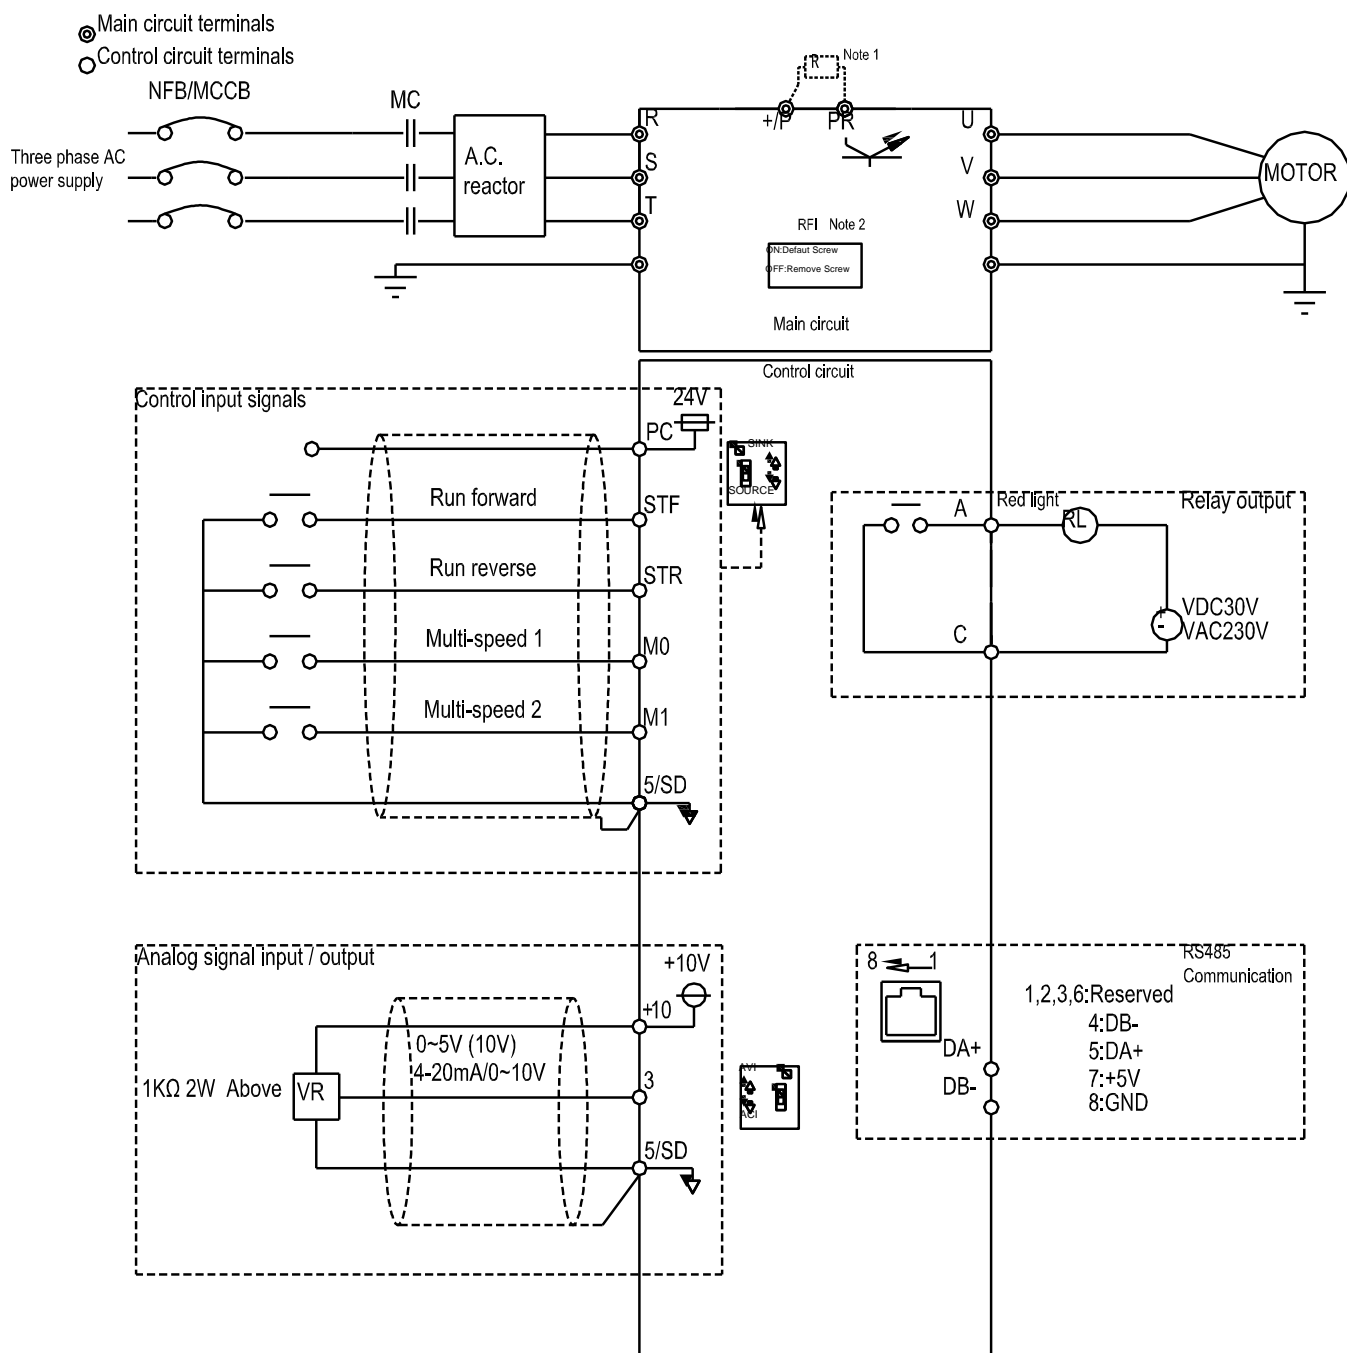 Main circuit terminals
Control circuit terminals
NFB/MCCB
MC
Three phase AC
power supply
A.C.
reactor
R
S
T
R
Note 1
+/P
PR
U
V
W
MOTOR
RFI Note 2
ON:Defaut Screw
OFF:Remove Screw
Main circuit
Control circuit
Control input signals
24V
PC
SINK
SOURCE
Run forward
STF
Run reverse
STR
Multi-speed 1
M0
Multi-speed 2
M1
5/SD
A
Red light
RL
Relay output
C
+
-
VDC30V
VAC230V
Analog signal input / output
+10V
+10
0~5V (10V)
4-20mA/0~10V
1KΩ 2W Above
VR
3
5/SD
AVI
ACI
8
1
RS485
Communication
1,2,3,6:Reserved
4:DB-
5:DA+
7:+5V
8:GND
DA+
DB-